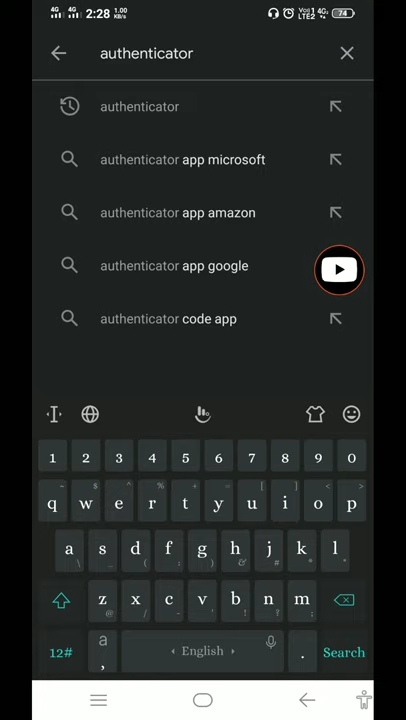 4G 4G 2:28 1.00 KB/s Vo) 1 LTE2 4G 74
authenticator
authenticator
authenticator app microsoft
authenticator app amazon
authenticator app google
authenticator code app
1 2 3 4 5 6 7 8 9 0
q w e r t y u i o p
a s d f g h j k l
z x c v b n m
12# a , English . Search